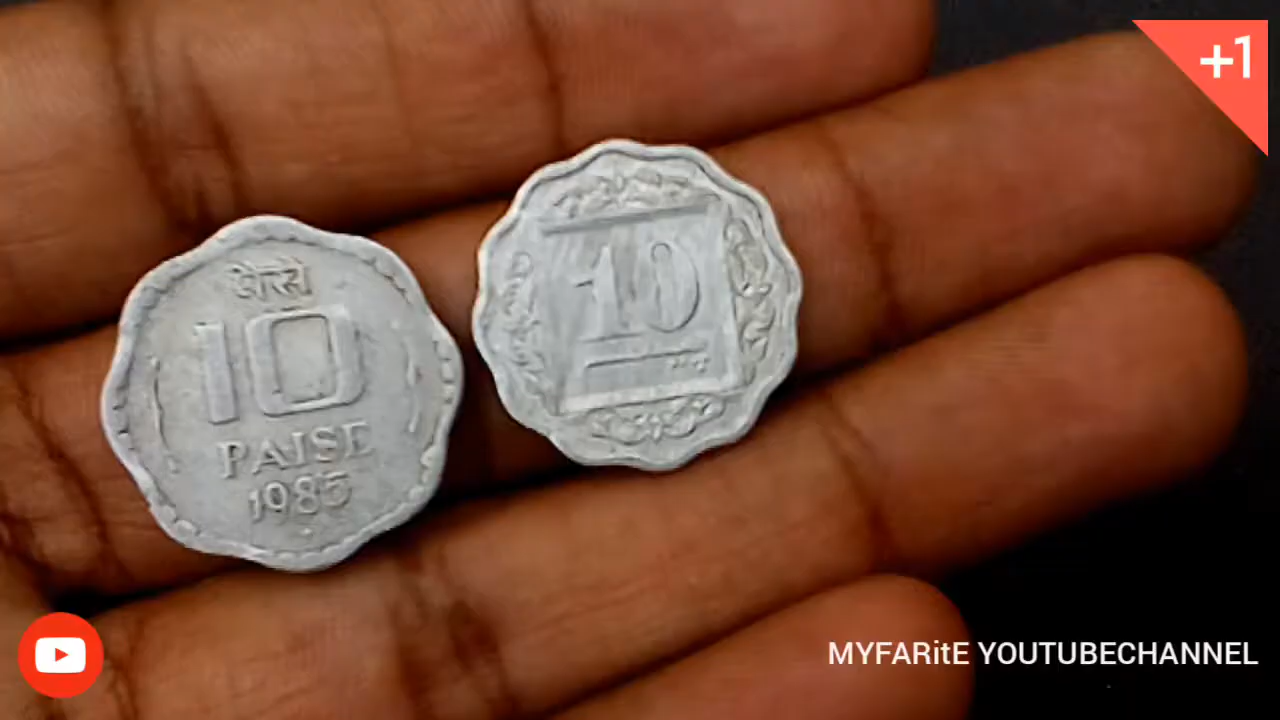 +1
पैसे
10
PAISE
1985
10
MYFARitE YOUTUBECHANNEL